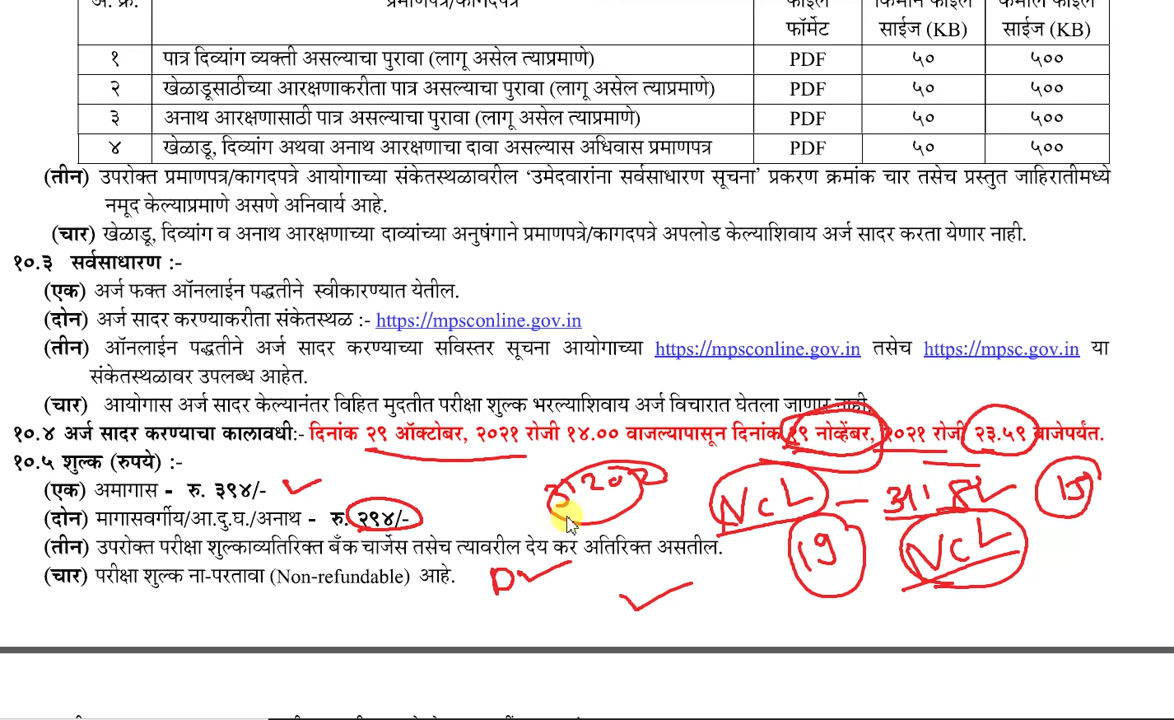 अ. क्र. प्रमाणपत्र/कागदपत्रे फाईल फॉरमॅट किमान फाईल साईज (KB) कमाल फाईल साईज (KB)
१ पात्र दिव्यांग व्यक्ती असल्याचा पुरावा (लागू असेल त्याप्रमाणे) PDF ५० ५००
२ खेळाडूसाठीच्या आरक्षणाकरीता पात्र असल्याचा पुरावा (लागू असेल त्याप्रमाणे) PDF ५० ५००
३ अनाथ आरक्षणासाठी पात्र असल्याचा पुरावा (लागू असेल त्याप्रमाणे) PDF ५० ५००
४ खेळाडू, दिव्यांग अथवा अनाथ आरक्षणाचा दावा असल्यास अधिवास प्रमाणपत्र PDF ५० ५००
(तीन) उपरोक्त प्रमाणपत्र/कागदपत्रे आयोगाच्या संकेतस्थळावरील 'उमेदवारांना सर्वसाधारण सूचना' प्रकरण क्रमांक चार तसेच प्रस्तुत जाहिरातीमध्ये
नमूद केल्याप्रमाणे असणे अनिवार्य आहे.
(चार) खेळाडू, दिव्यांग व अनाथ आरक्षणाच्या दाव्यांच्या अनुषंगाने प्रमाणपत्रे/कागदपत्रे अपलोड केल्याशिवाय अर्ज सादर करता येणार नाही.
१०.३ सर्वसाधारण :-
(एक) अर्ज फक्त ऑनलाईन पद्धतीने स्वीकारण्यात येतील.
(दोन) अर्ज सादर करण्याकरीता संकेतस्थळ :- https://mpsconline.gov.in
(तीन) ऑनलाईन पद्धतीने अर्ज सादर करण्याच्या सविस्तर सूचना आयोगाच्या https://mpsconline.gov.in तसेच https://mpsc.gov.in या
संकेतस्थळावर उपलब्ध आहेत.
(चार) आयोगास अर्ज सादर केल्यानंतर विहित मुदतीत परीक्षा शुल्क भरल्याशिवाय अर्ज विचारात घेतला जाणार नाही.
१०.४ अर्ज सादर करण्याचा कालावधी:- दिनांक २९ ऑक्टोबर, २०२१ रोजी १४.०० वाजल्यापासून दिनांक १९ नोव्हेंबर, २०२१ रोजी २३.५९ वाजेपर्यंत.
१०.५ शुल्क (रुपये) :-
(एक) अमागास - रु. ३९४/-
(दोन) मागासवर्गीय/आ.दु.घ./अनाथ - रु. २९४/-
NCL
19
NCL
(तीन) उपरोक्त परीक्षा शुल्काव्यतिरिक्त बँक चार्जेस तसेच त्यावरील देय कर अतिरिक्त असतील.
(चार) परीक्षा शुल्क ना-परतावा (Non-refundable) आहे.